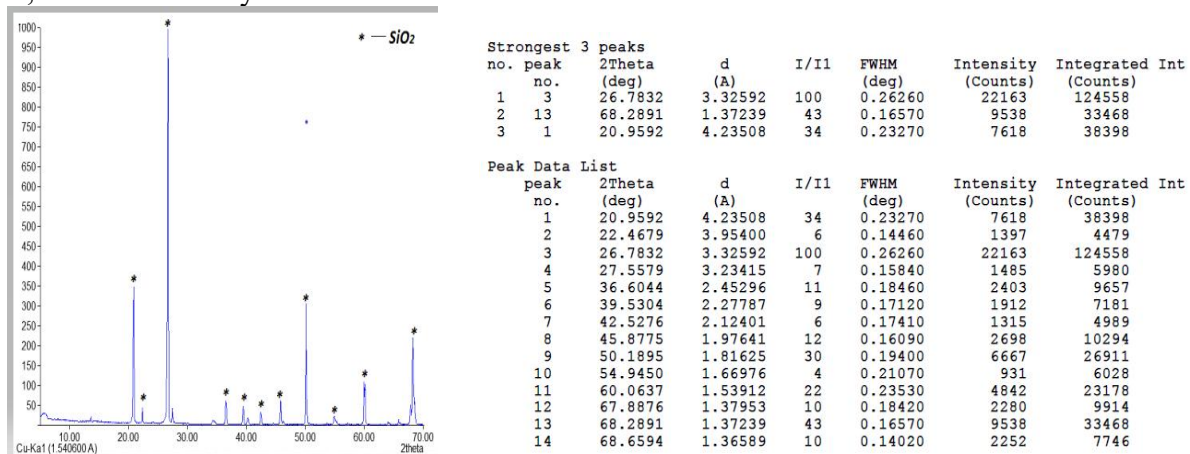 * — SiO2
1000
950
900
850
800
750
700
650
600
550
500
450
400
350
300
250
200
150
100
50
10.00 20.00 30.00 40.00 50.00 60.00 70.00
Cu-Ka1 (1.540600 A) 2theta
Strongest 3 peaks
no. peak 2Theta d I/I1 FWHM Intensity Integrated Int
no. (deg) (A) (deg) (Counts) (Counts)
1 3 26.7832 3.32592 100 0.26260 22163 124558
2 13 68.2891 1.37239 43 0.16570 9538 33468
3 1 20.9592 4.23508 34 0.23270 7618 38398
Peak Data List
peak 2Theta d I/I1 FWHM Intensity Integrated Int
no. (deg) (A) (deg) (Counts) (Counts)
1 20.9592 4.23508 34 0.23270 7618 38398
2 22.4679 3.95400 6 0.14460 1397 4479
3 26.7832 3.32592 100 0.26260 22163 124558
4 27.5579 3.23415 7 0.15840 1485 5980
5 36.6044 2.45296 11 0.18460 2403 9657
6 39.5304 2.27787 9 0.17120 1912 7181
7 42.5276 2.12401 6 0.17410 1315 4989
8 45.8775 1.97641 12 0.16090 2698 10294
9 50.1895 1.81625 30 0.19400 6667 26911
10 54.9450 1.66976 4 0.21070 931 6028
11 60.0637 1.53912 22 0.23530 4842 23178
12 67.8876 1.37953 10 0.18420 2280 9914
13 68.2891 1.37239 43 0.16570 9538 33468
14 68.6594 1.36589 10 0.14020 2252 7746